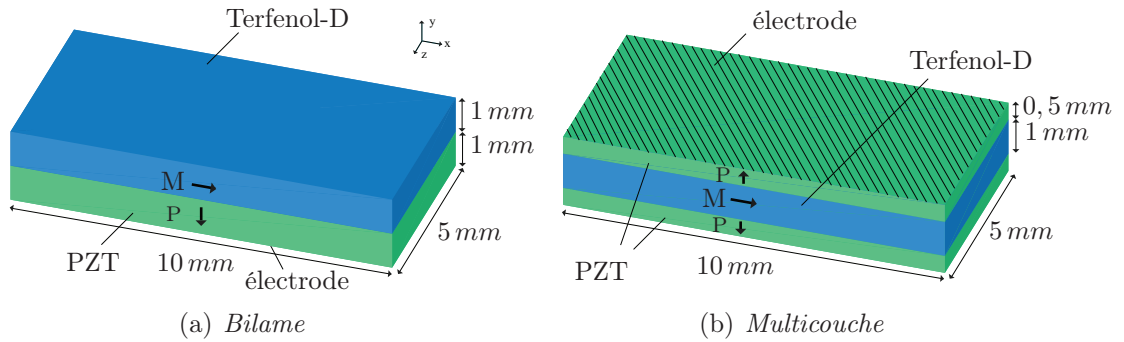 Terfenol-D
y
x
z
1 mm
1 mm
M
P
5 mm
PZT
10 mm
électrode
(a) Bilame
électrode
Terfenol-D
0, 5 mm
1 mm
P
M
P
5 mm
PZT
10 mm
(b) Multicouche